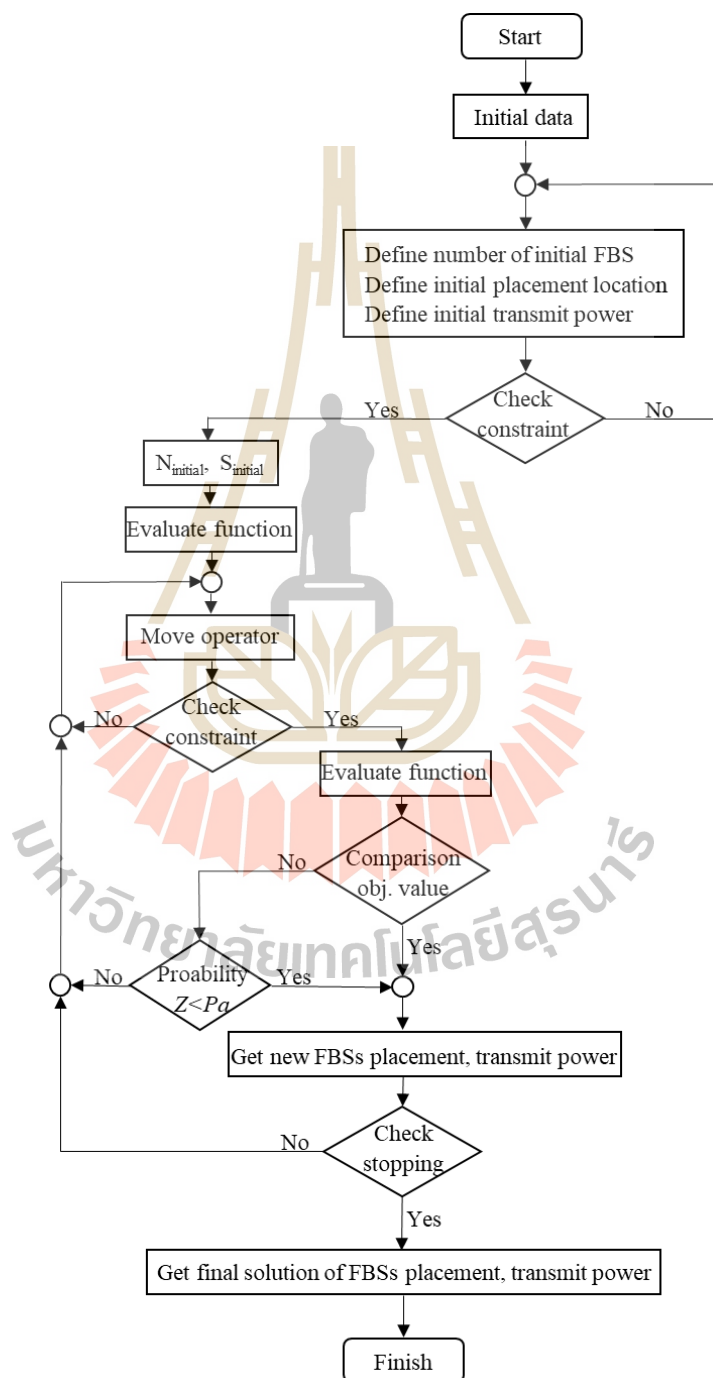 Start
Initial data
Define number of initial FBS
Define initial placement location
Define initial transmit power
Check
constraint
Yes
No
Ninitial, Sinitial
Evaluate function
Move operator
Check
constraint
No
Yes
Evaluate function
Comparison
obj. value
No
Yes
Proability
Z<Pa
No
Yes
Get new FBSs placement, transmit power
Check
stopping
No
Yes
Get final solution of FBSs placement, transmit power
Finish
มหาวิทยาลัยเทคโนโลยีสุรนารี